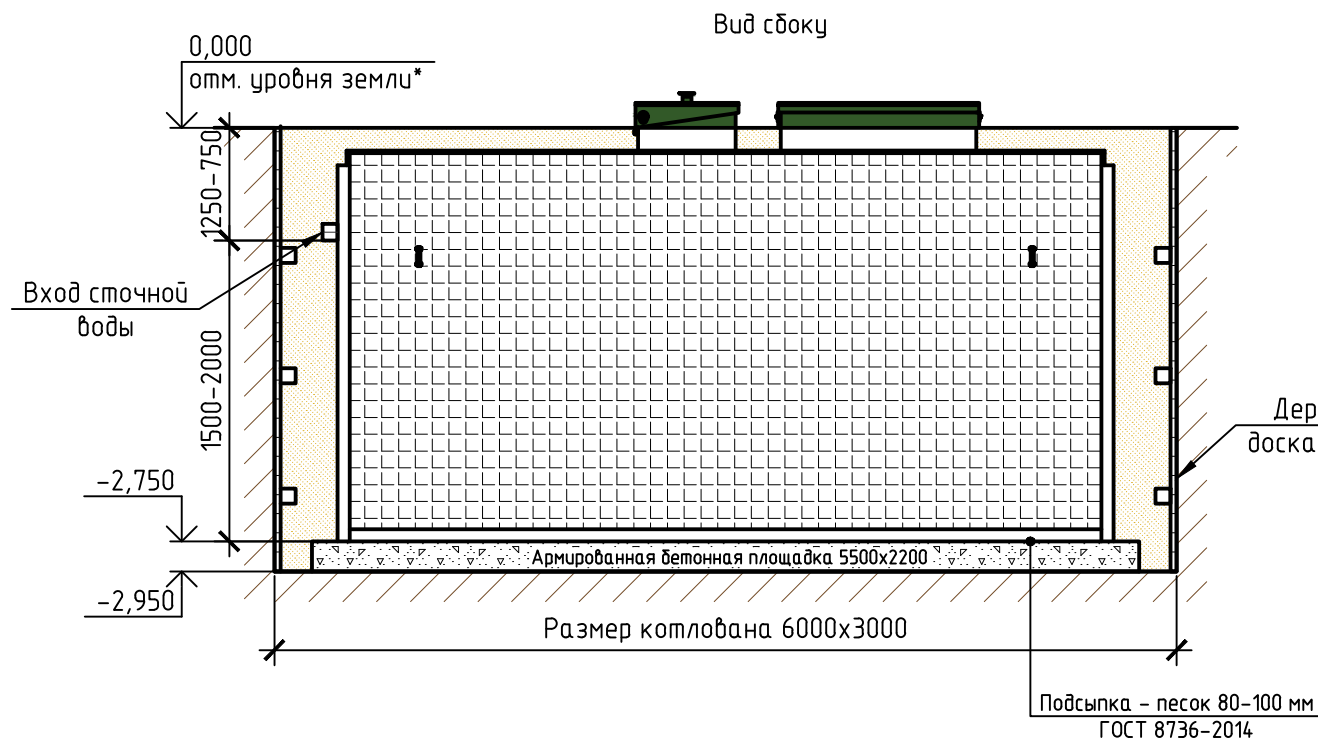 Вид сбоку
0,000
отм. уровня земли*
1250-750
Вход сточной
воды
1500-2000
Дер
доска
-2,750
Армированная бетонная площадка 5500х2200
-2,950
Размер котлована 6000х3000
Подсыпка - песок 80-100 мм
ГОСТ 8736-2014